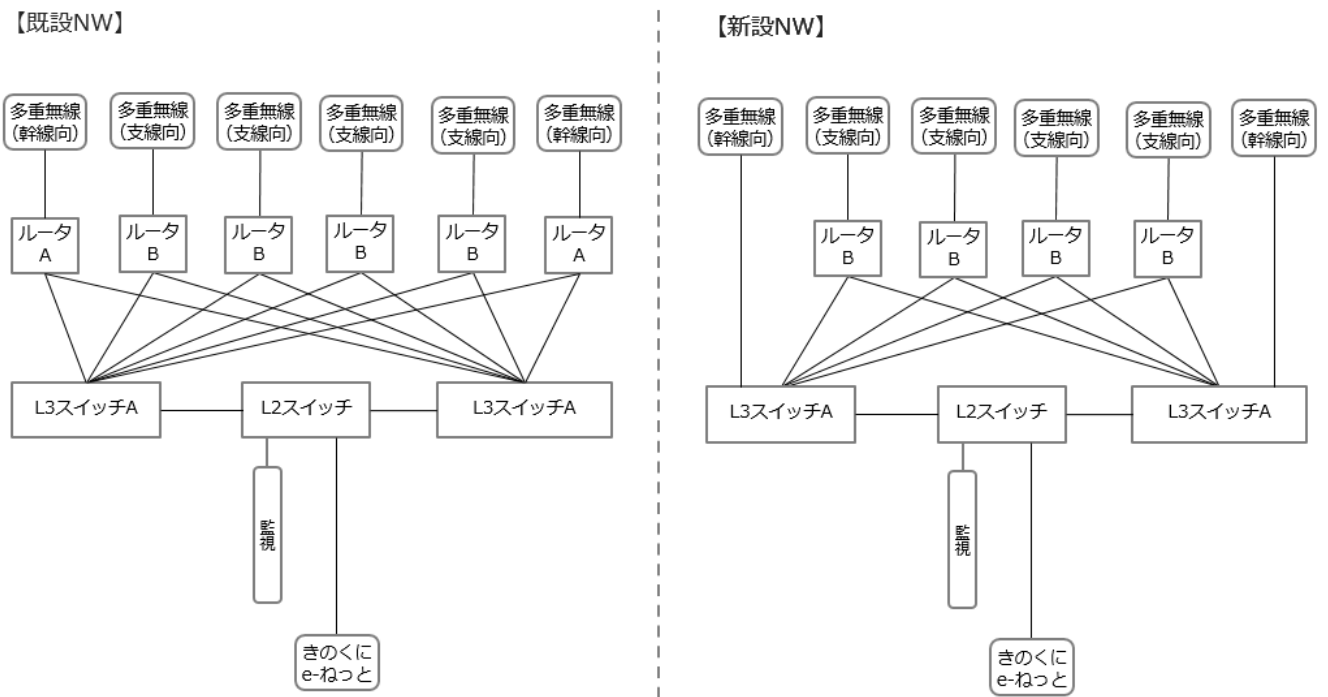 【既設NW】
多重無線
(幹線向)
多重無線
(支線向)
多重無線
(支線向)
多重無線
(支線向)
多重無線
(支線向)
多重無線
(幹線向)
ルータ
A
ルータ
B
ルータ
B
ルータ
B
ルータ
B
ルータ
A
L3スイッチA
L2スイッチ
L3スイッチA
監視
きのくに
e-ねっと
【新設NW】
多重無線
(幹線向)
多重無線
(支線向)
多重無線
(支線向)
多重無線
(支線向)
多重無線
(支線向)
多重無線
(幹線向)
ルータ
B
ルータ
B
ルータ
B
ルータ
B
L3スイッチA
L2スイッチ
L3スイッチA
監視
きのくに
e-ねっと